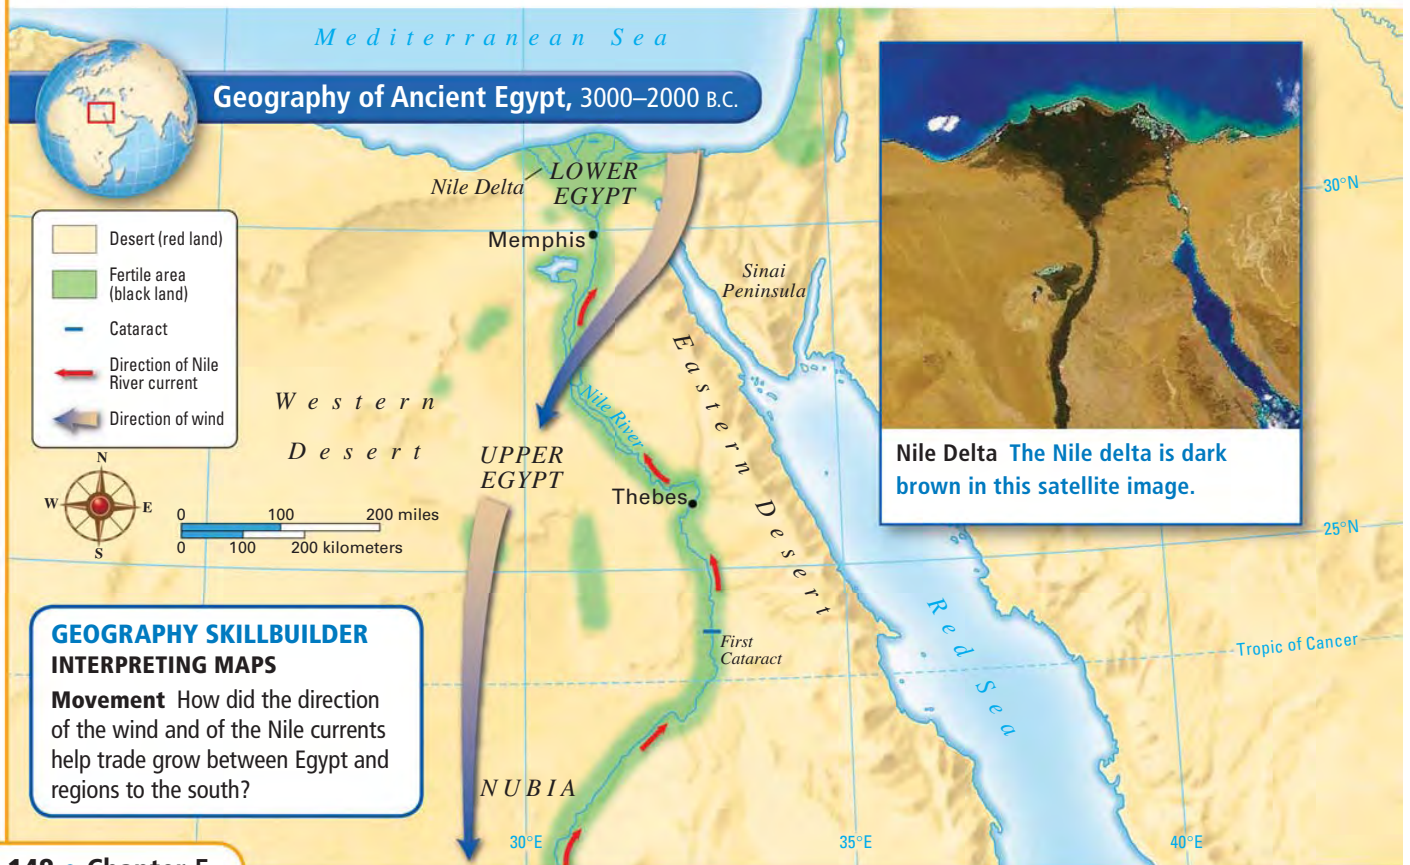 Mediterranean Sea
Geography of Ancient Egypt, 3000–2000 B.C.
Nile Delta
LOWER
EGYPT
Memphis
Sinai
Peninsula
30°N
Desert (red land)
Fertile area
(black land)
Cataract
Direction of Nile
River current
Direction of wind
N
W
E
S
0 100 200 miles
0 100 200 kilometers
Western
Desert
Eastern Desert
Nile River
UPPER
EGYPT
Thebes
Nile Delta The Nile delta is dark
brown in this satellite image.
25°N
First
Cataract
Red Sea
Tropic of Cancer
GEOGRAPHY SKILLBUILDER
INTERPRETING MAPS
Movement How did the direction
of the wind and of the Nile currents
help trade grow between Egypt and
regions to the south?
NUBIA
30°E
35°E
40°E